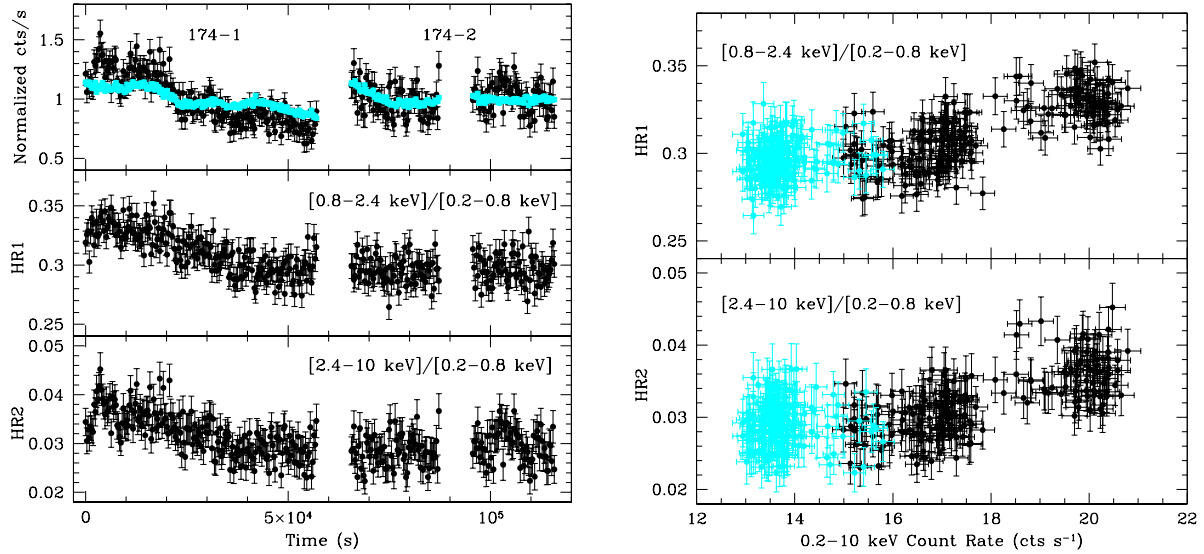 174−1 174−2
1.5
1
0.5
Normalized cts/s
[0.8−2.4 keV]/[0.2−0.8 keV]
0.35
0.3
0.25
HR1
[2.4−10 keV]/[0.2−0.8 keV]
0.05
0.04
0.03
0.02
HR2
0 5×10⁴ 10⁵
Time (s)
[0.8−2.4 keV]/[0.2−0.8 keV]
0.35
0.3
0.25
HR1
[2.4−10 keV]/[0.2−0.8 keV]
0.05
0.04
0.03
0.02
HR2
12 14 16 18 20 22
0.2−10 keV Count Rate (cts s⁻¹)